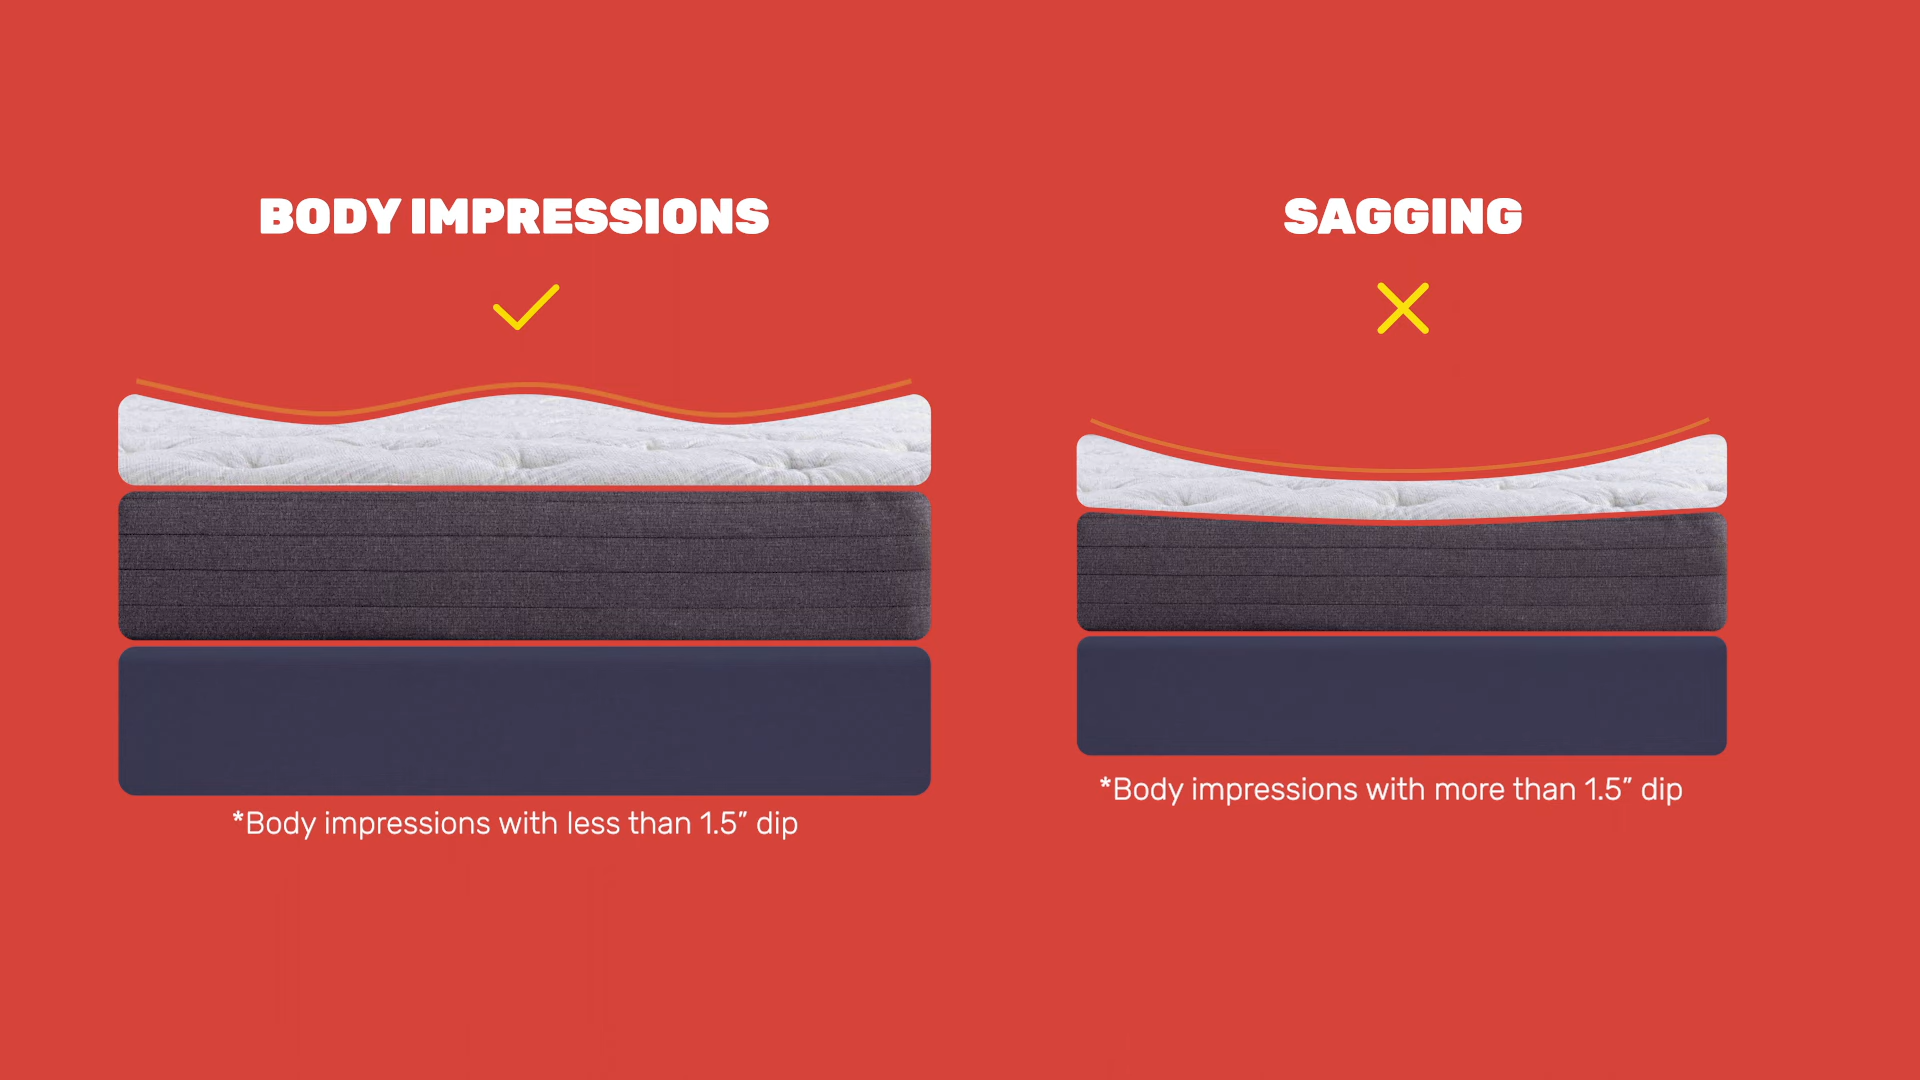 BODY IMPRESSIONS
*Body impressions with less than 1.5” dip
SAGGING
*Body impressions with more than 1.5” dip